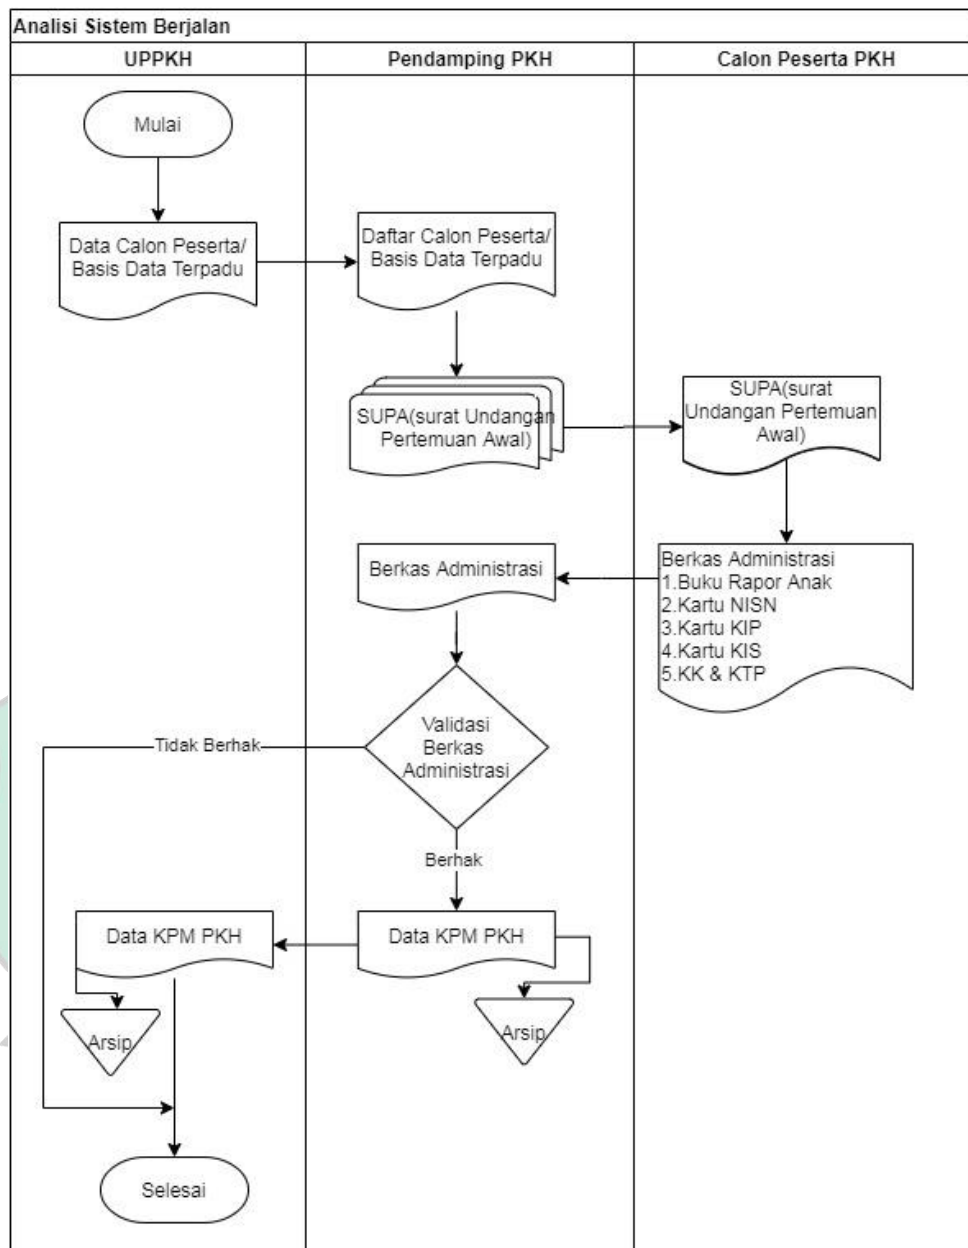 Analisi Sistem Berjalan
UPPKH
Pendamping PKH
Calon Peserta PKH
Mulai
Data Calon Peserta/
Basis Data Terpadu
Daftar Calon Peserta/
Basis Data Terpadu
SUPA(surat Undangan
Pertemuan Awal)
SUPA(surat
Undangan Pertemuan
Awal)
Berkas Administrasi
1.Buku Rapor Anak
2.Kartu NISN
3.Kartu KIP
4.Kartu KIS
5.KK & KTP
Berkas Administrasi
Validasi
Berkas
Administrasi
Tidak Berhak
Berhak
Data KPM PKH
Data KPM PKH
Arsip
Arsip
Selesai